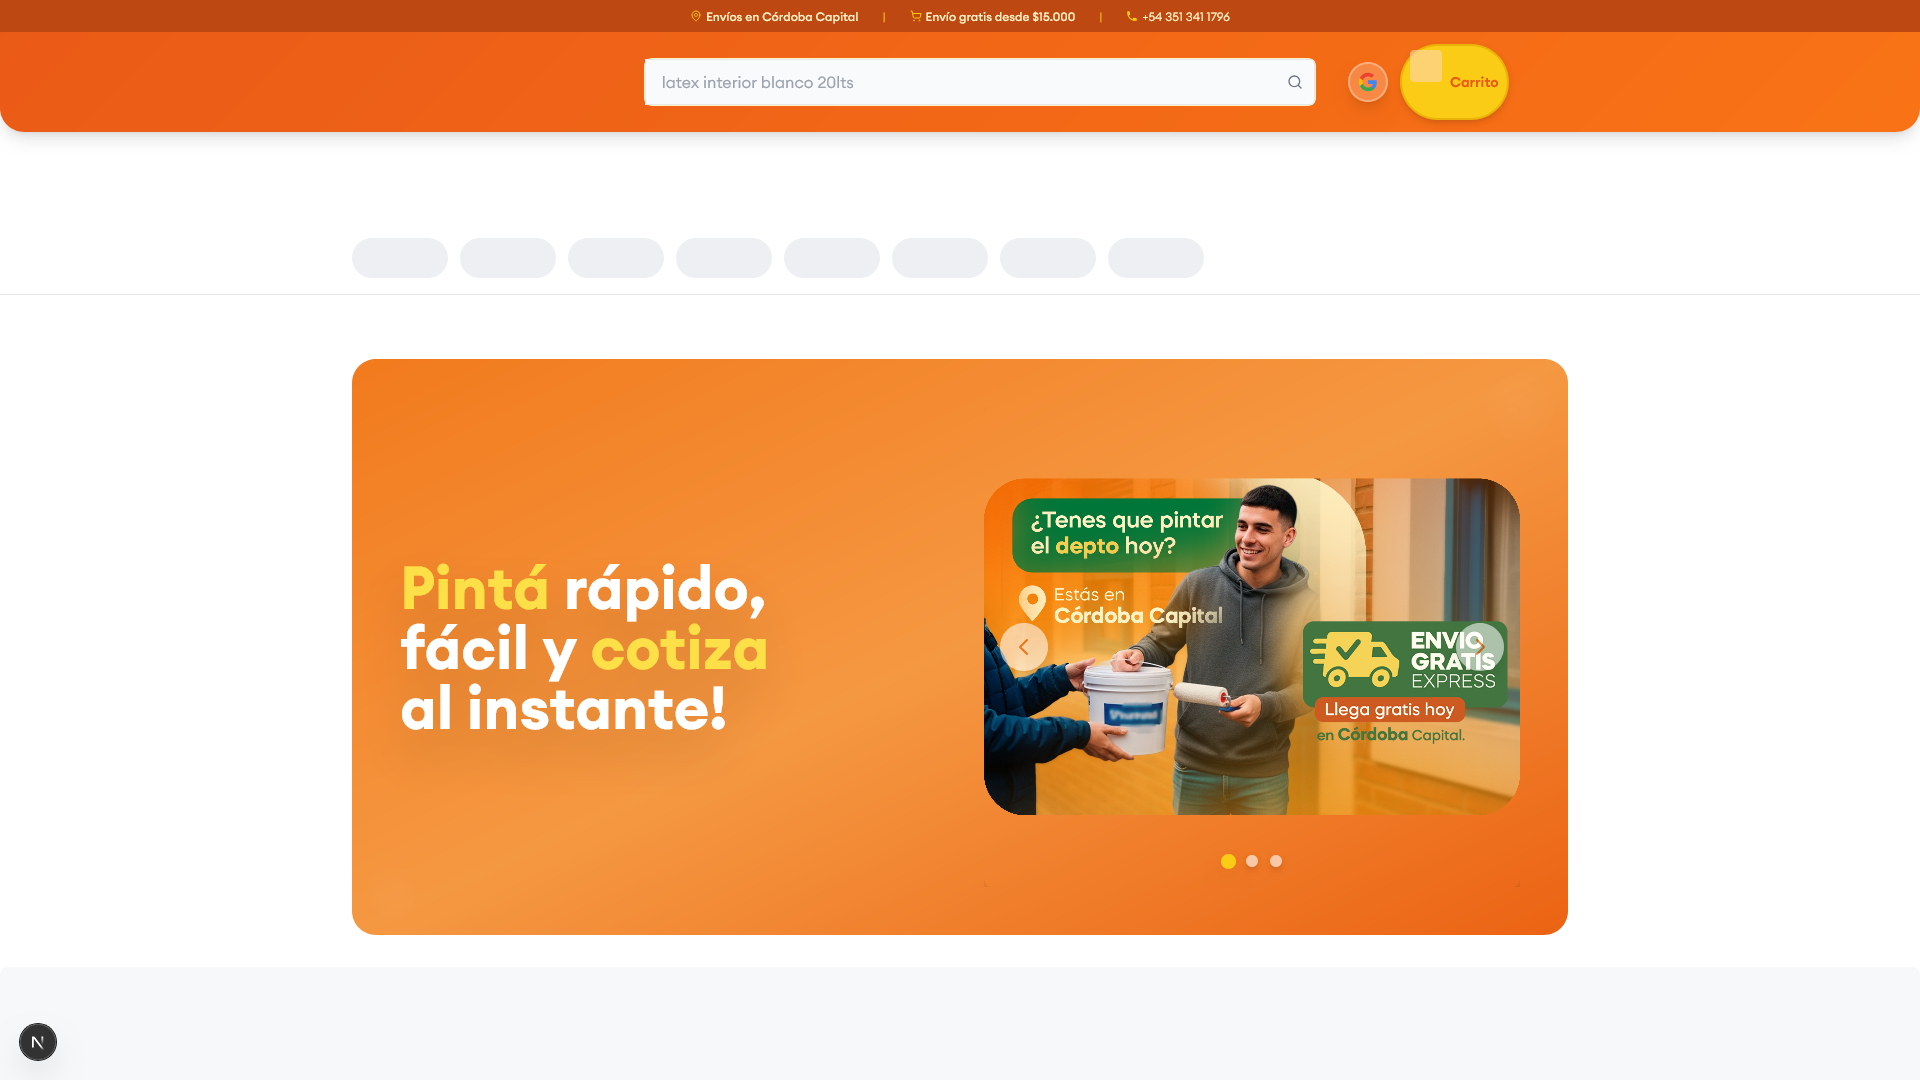 Envíos en Córdoba Capital | Envío gratis desde $15.000 | +54 351 341 1796
latex interior blanco 20lts
Carrito
Pintá rápido,
fácil y cotiza
al instante!
¿Tenes que pintar
el depto hoy?
Estás en
Córdoba Capital
ENVIO
GRATIS
EXPRESS
Llega gratis hoy
en Córdoba Capital.